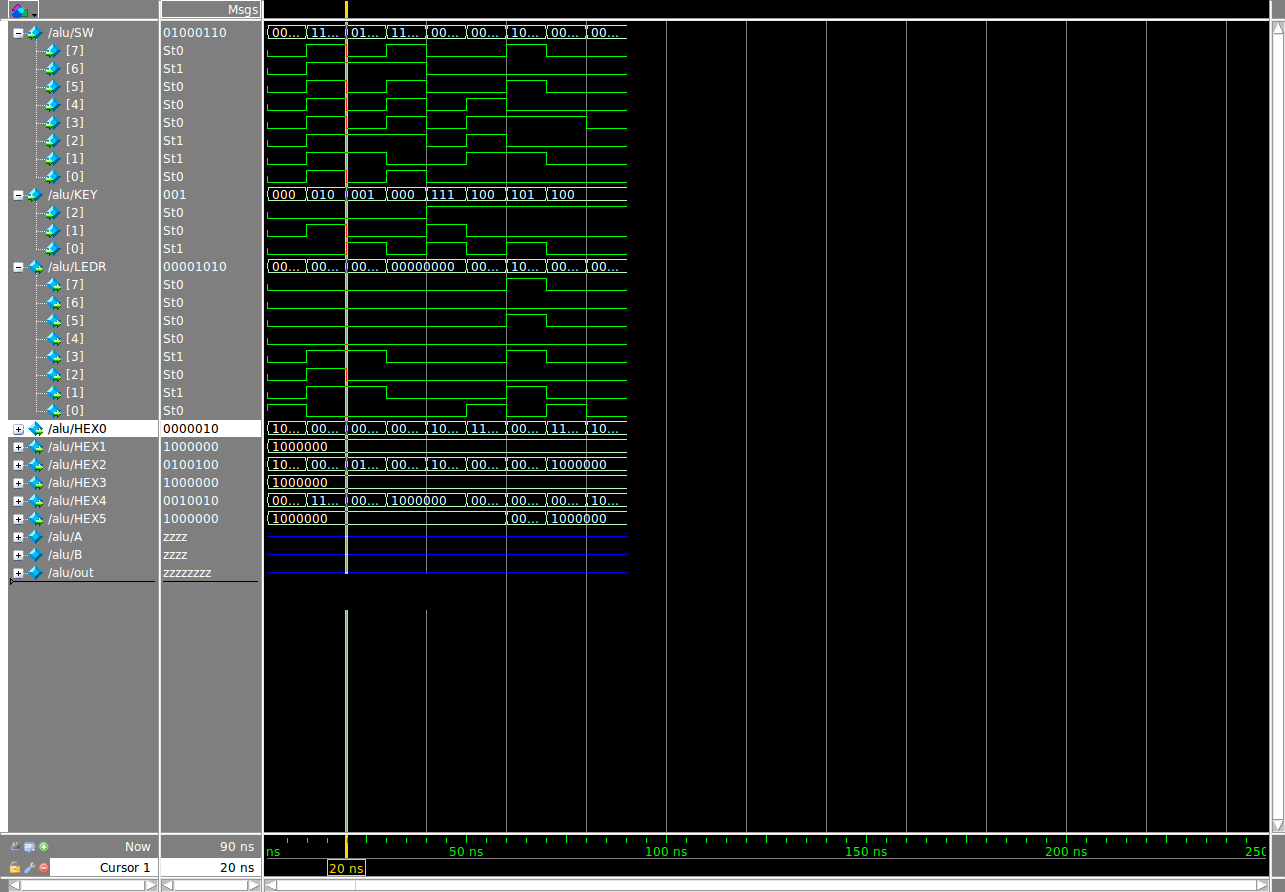 Msgs
/alu/SW 01000110 00... 11... 01... 11... 00... 00... 10... 00... 00...
[7] St0
[6] St1
[5] St0
[4] St0
[3] St0
[2] St1
[1] St1
[0] St0
/alu/KEY 001 000 010 001 000 111 100 101 100
[2] St0
[1] St0
[0] St1
/alu/LEDR 00001010 00... 00... 00... 00000000 00... 10... 00... 00...
[7] St0
[6] St0
[5] St0
[4] St0
[3] St1
[2] St0
[1] St1
[0] St0
/alu/HEX0 0000010 10... 00... 00... 00... 10... 11... 00... 11... 10...
/alu/HEX1 1000000 1000000
/alu/HEX2 0100100 10... 00... 01... 00... 10... 00... 00... 1000000
/alu/HEX3 1000000 1000000
/alu/HEX4 0010010 00... 11... 00... 1000000 00... 00... 00... 10...
/alu/HEX5 1000000 1000000 00... 1000000
/alu/A zzzz
/alu/B zzzz
/alu/out zzzzzzzz
Now 90 ns ns 50 ns 100 ns 150 ns 200 ns 250
Cursor 1 20 ns 20 ns